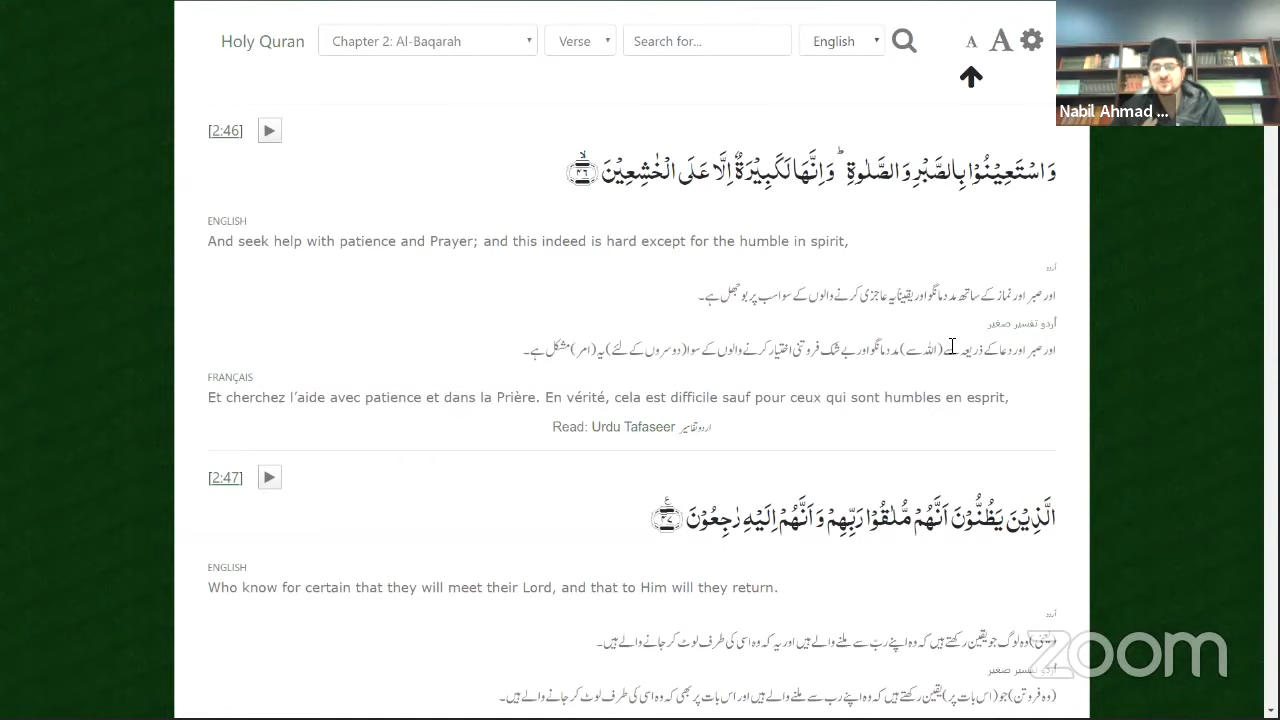 Holy Quran Chapter 2: Al-Baqarah Verse Search for... English A A
Nabil Ahmad ...
[2:46]
وَاسْتَعِيْنُوْا بِالصَّبْرِ وَالصَّلٰوةِ ؕ وَاِنَّهَا لَكَبِيْرَةٌ اِلَّا عَلَى الْخٰشِعِيْنَ ۙ﴿۴۶﴾
ENGLISH
And seek help with patience and Prayer; and this indeed is hard except for the humble in spirit,
اُردو
اور صبر اور نماز کے ساتھ مدد مانگو اور یقیناً یہ عاجزی کرنے والوں کے سوا سب پر بوجھل ہے۔
اُردو تفسیر صغیر
اور صبر اور دعا کے ذریعہ سے (اللہ سے) مدد مانگو اور بے شک فروتنی اختیار کرنے والوں کے سوا (دوسروں کے لئے) یہ (امر) مشکل ہے۔
FRANÇAIS
Et cherchez l’aide avec patience et dans la Prière. En vérité, cela est difficile sauf pour ceux qui sont humbles en esprit,
Read: Urdu Tafaseer اردو تفاسیر
[2:47]
الَّذِيْنَ يَظُنُّوْنَ اَنَّهُمْ مُّلٰقُوْا رَبِّهِمْ وَاَنَّهُمْ اِلَيْهِ رٰجِعُوْنَ ﴿۴۷﴾ ع
ENGLISH
Who know for certain that they will meet their Lord, and that to Him will they return.
اُردو
(یعنی) وہ لوگ جو یقین رکھتے ہیں کہ وہ اپنے ربّ سے ملنے والے ہیں اور یہ کہ وہ اسی کی طرف لوٹ کر جانے والے ہیں۔
اُردو تفسیر صغیر
(وہ فروتن) جو (اس بات پر) یقین رکھتے ہیں کہ وہ اپنے رب سے ملنے والے ہیں اور اس بات پر بھی کہ وہ اسی کی طرف لوٹ کر جانے والے ہیں۔
zoom